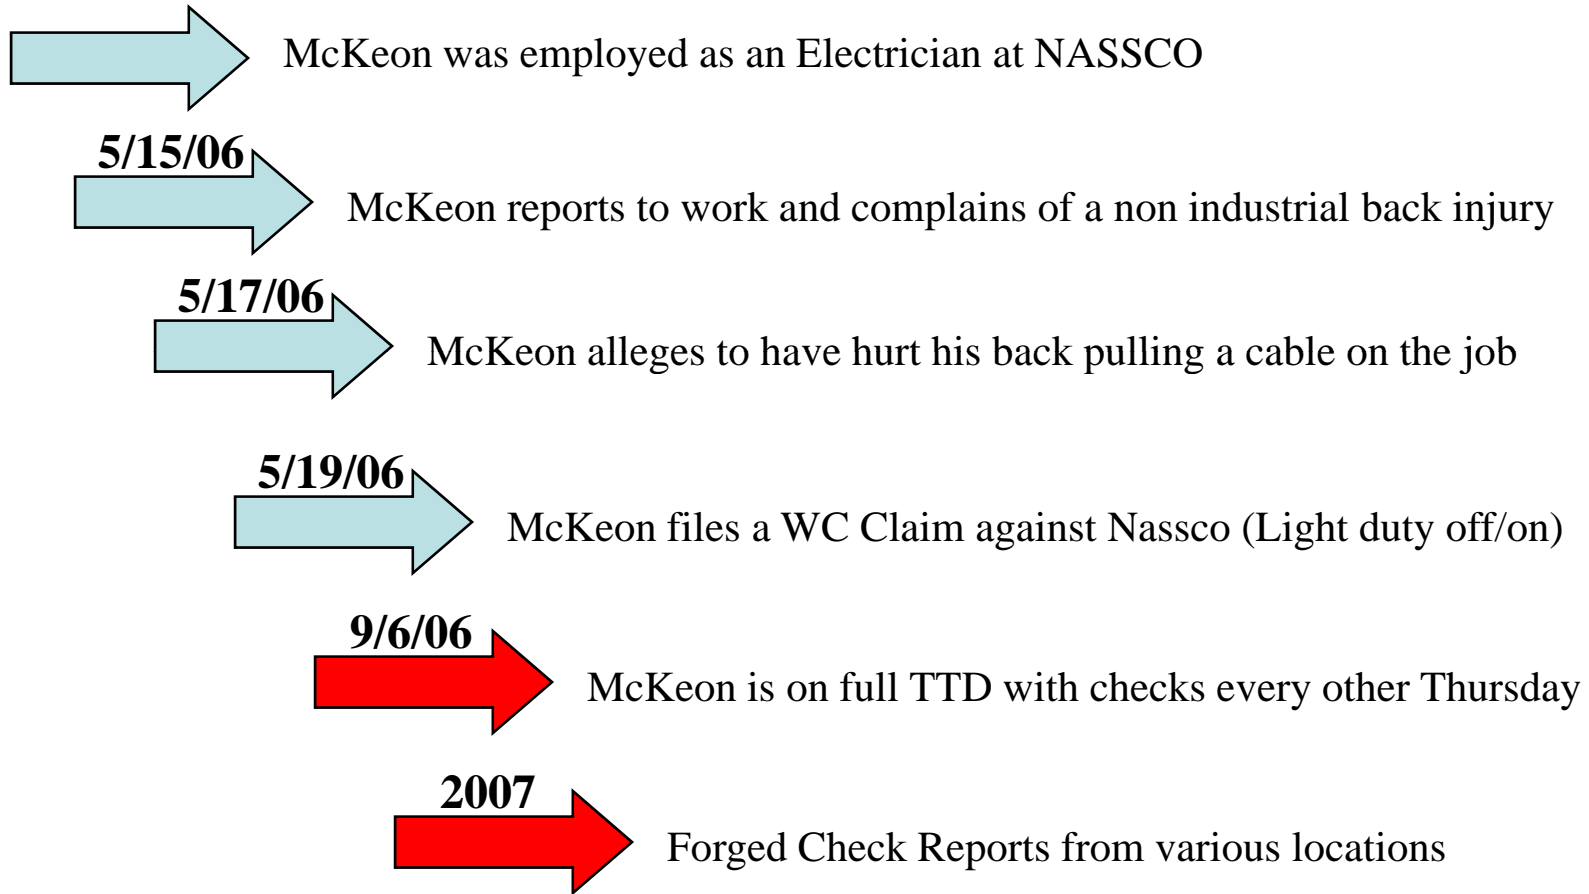 McKeon was employed as an Electrician at NASSCO
5/15/06
McKeon reports to work and complains of a non industrial back injury
5/17/06
McKeon alleges to have hurt his back pulling a cable on the job
5/19/06
McKeon files a WC Claim against Nassco (Light duty off/on)
9/6/06
McKeon is on full TTD with checks every other Thursday
2007
Forged Check Reports from various locations